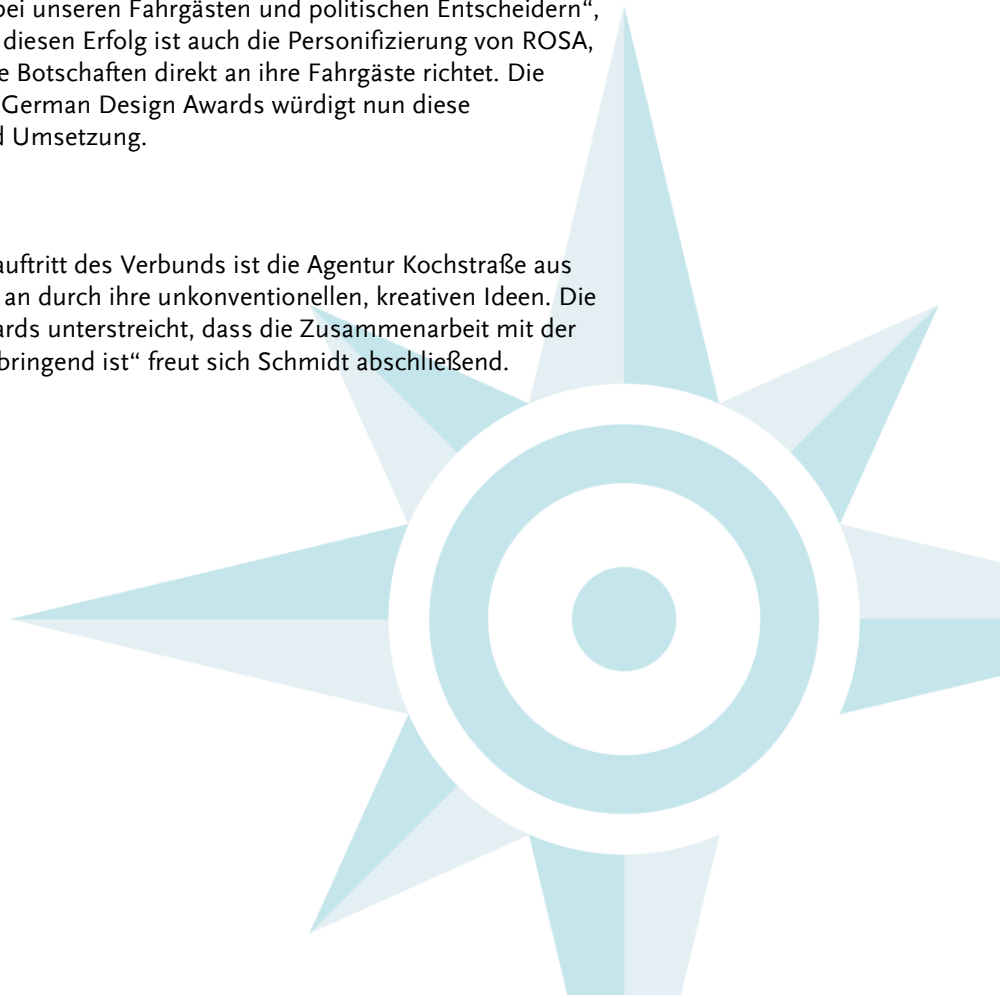 bei unseren Fahrgästen und politischen Entscheidern“,
diesen Erfolg ist auch die Personifizierung von ROSA,
e Botschaften direkt an ihre Fahrgäste richtet. Die
German Design Awards würdigt nun diese
d Umsetzung.
auftritt des Verbunds ist die Agentur Kochstraße aus
an durch ihre unkonventionellen, kreativen Ideen. Die
ards unterstreicht, dass die Zusammenarbeit mit der
bringend ist“ freut sich Schmidt abschließend.